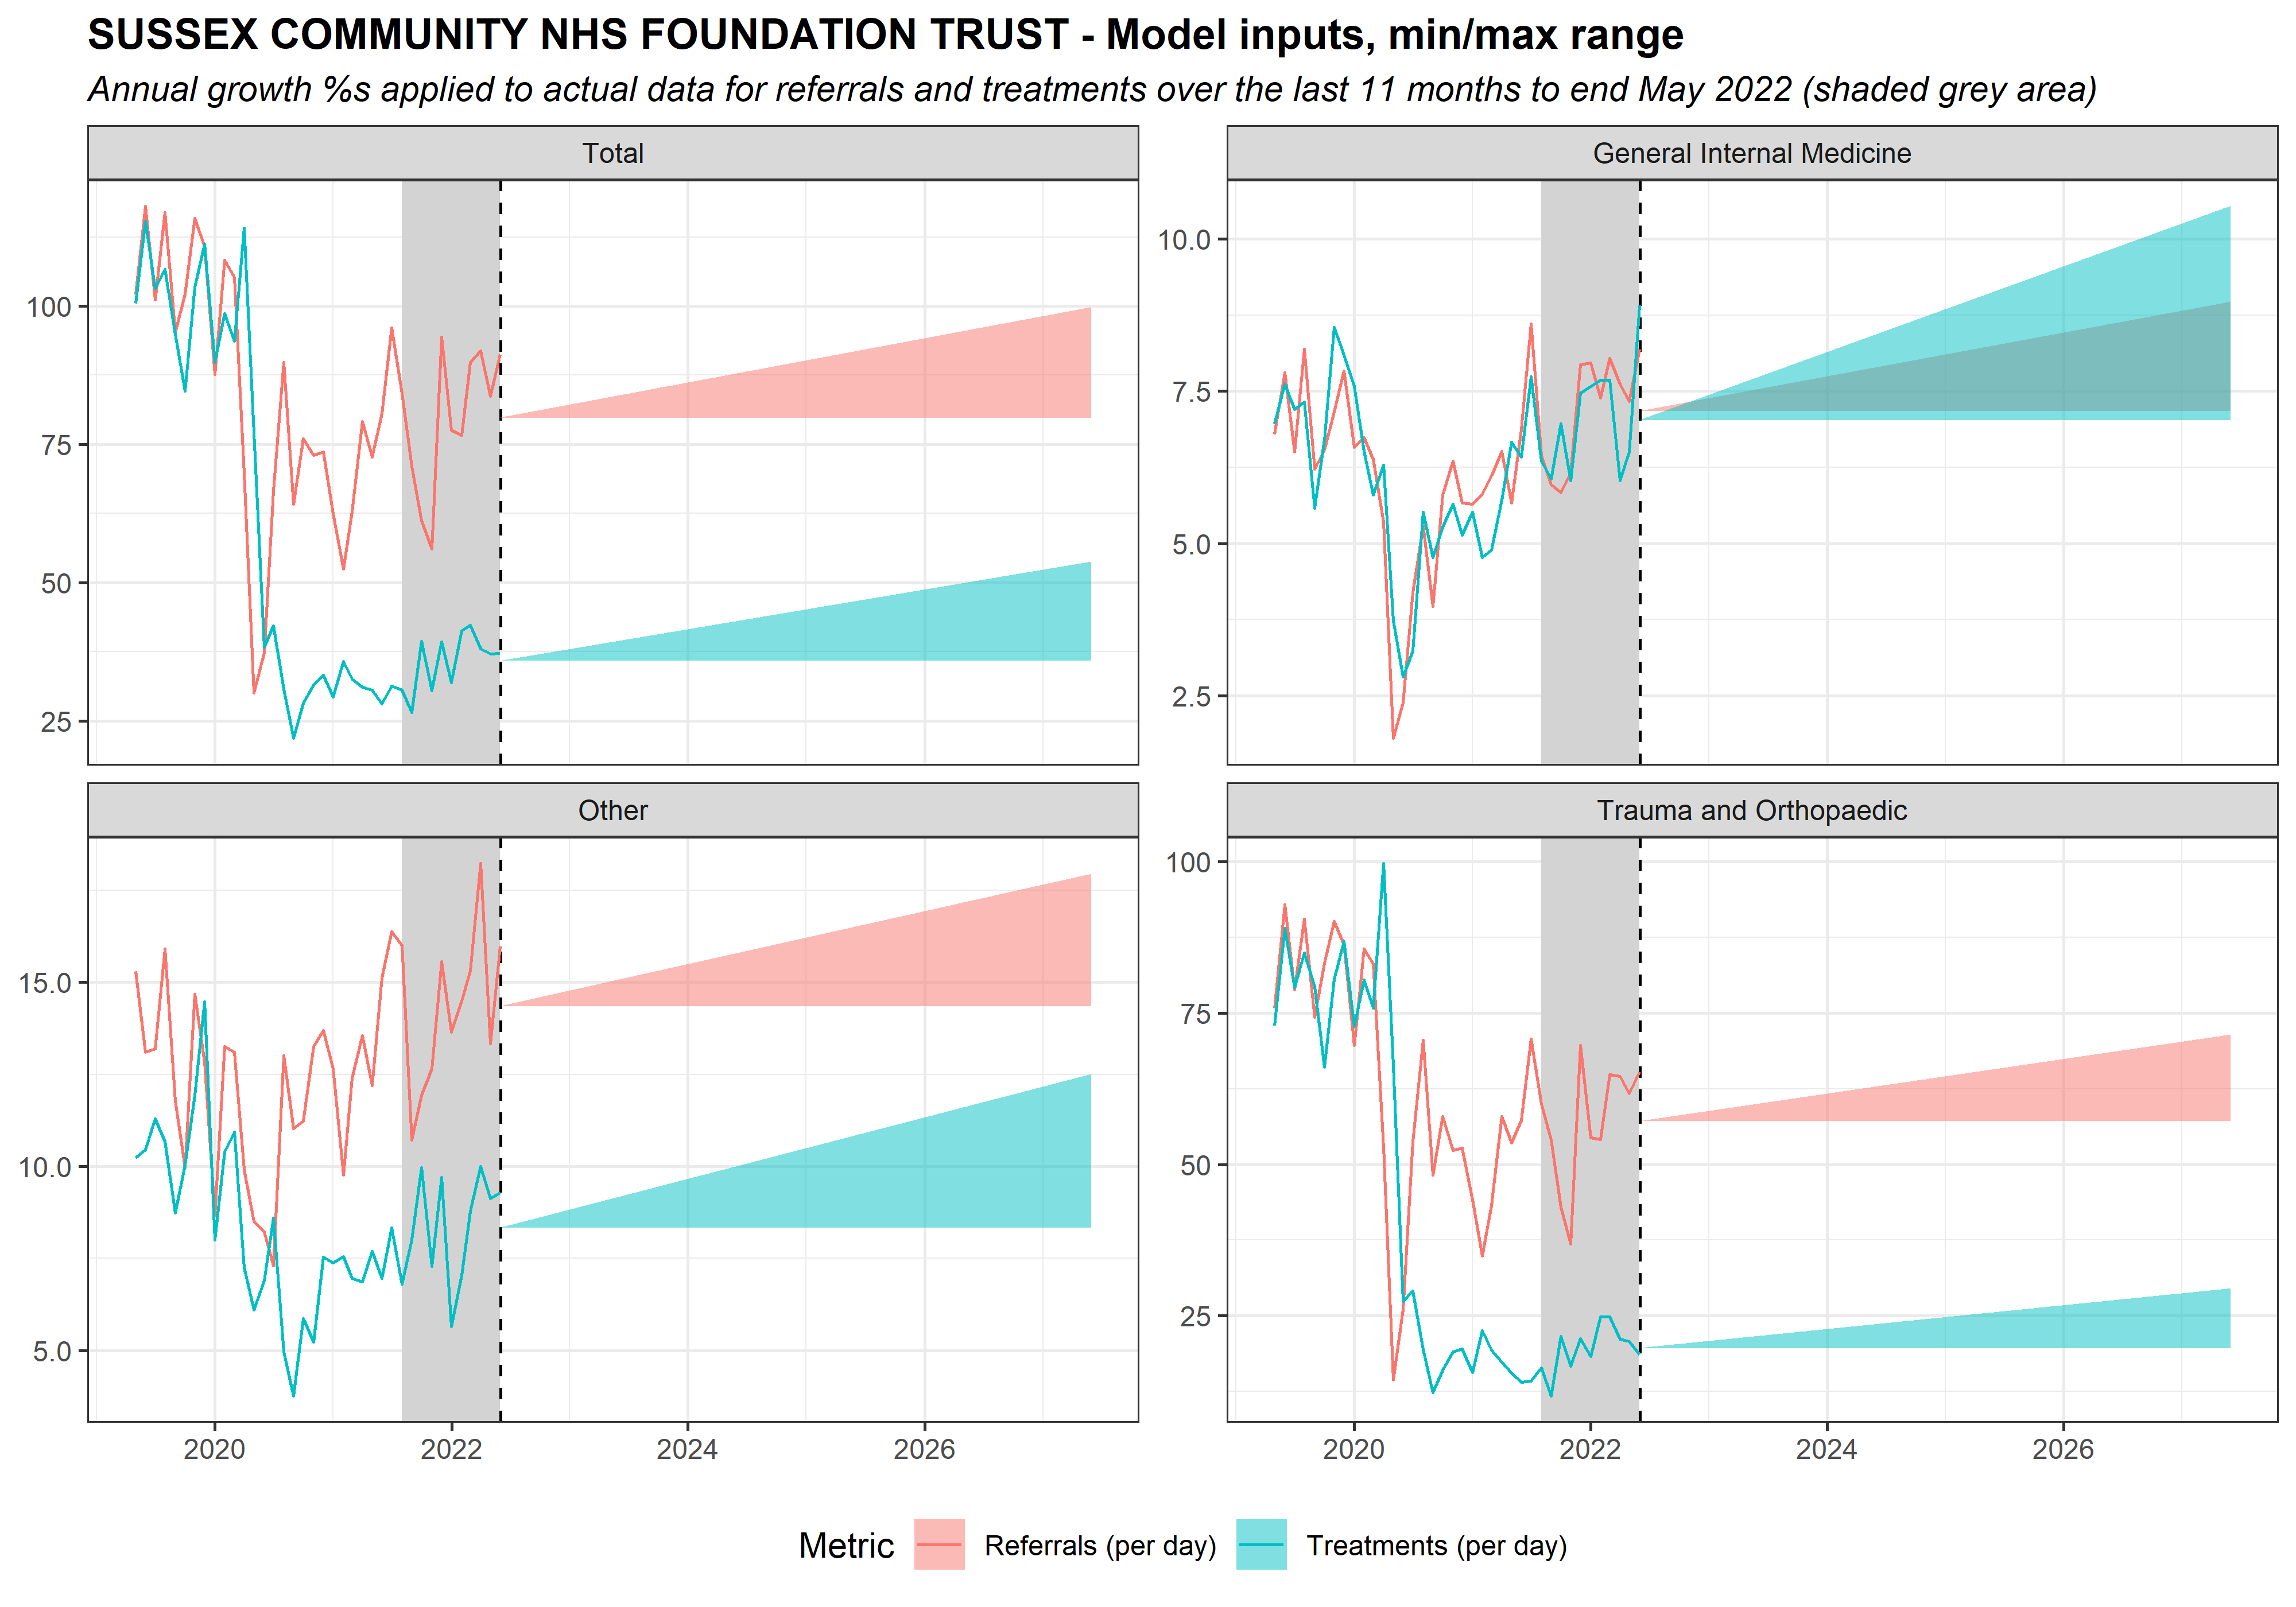 SUSSEX COMMUNITY NHS FOUNDATION TRUST - Model inputs, min/max range
Annual growth %s applied to actual data for referrals and treatments over the last 11 months to end May 2022 (shaded grey area)
Total
100
75
50
25
General Internal Medicine
10.0
7.5
5.0
2.5
Other
15.0
10.0
5.0
2020 2022 2024 2026
Trauma and Orthopaedic
100
75
50
25
2020 2022 2024 2026
Metric Referrals (per day) Treatments (per day)